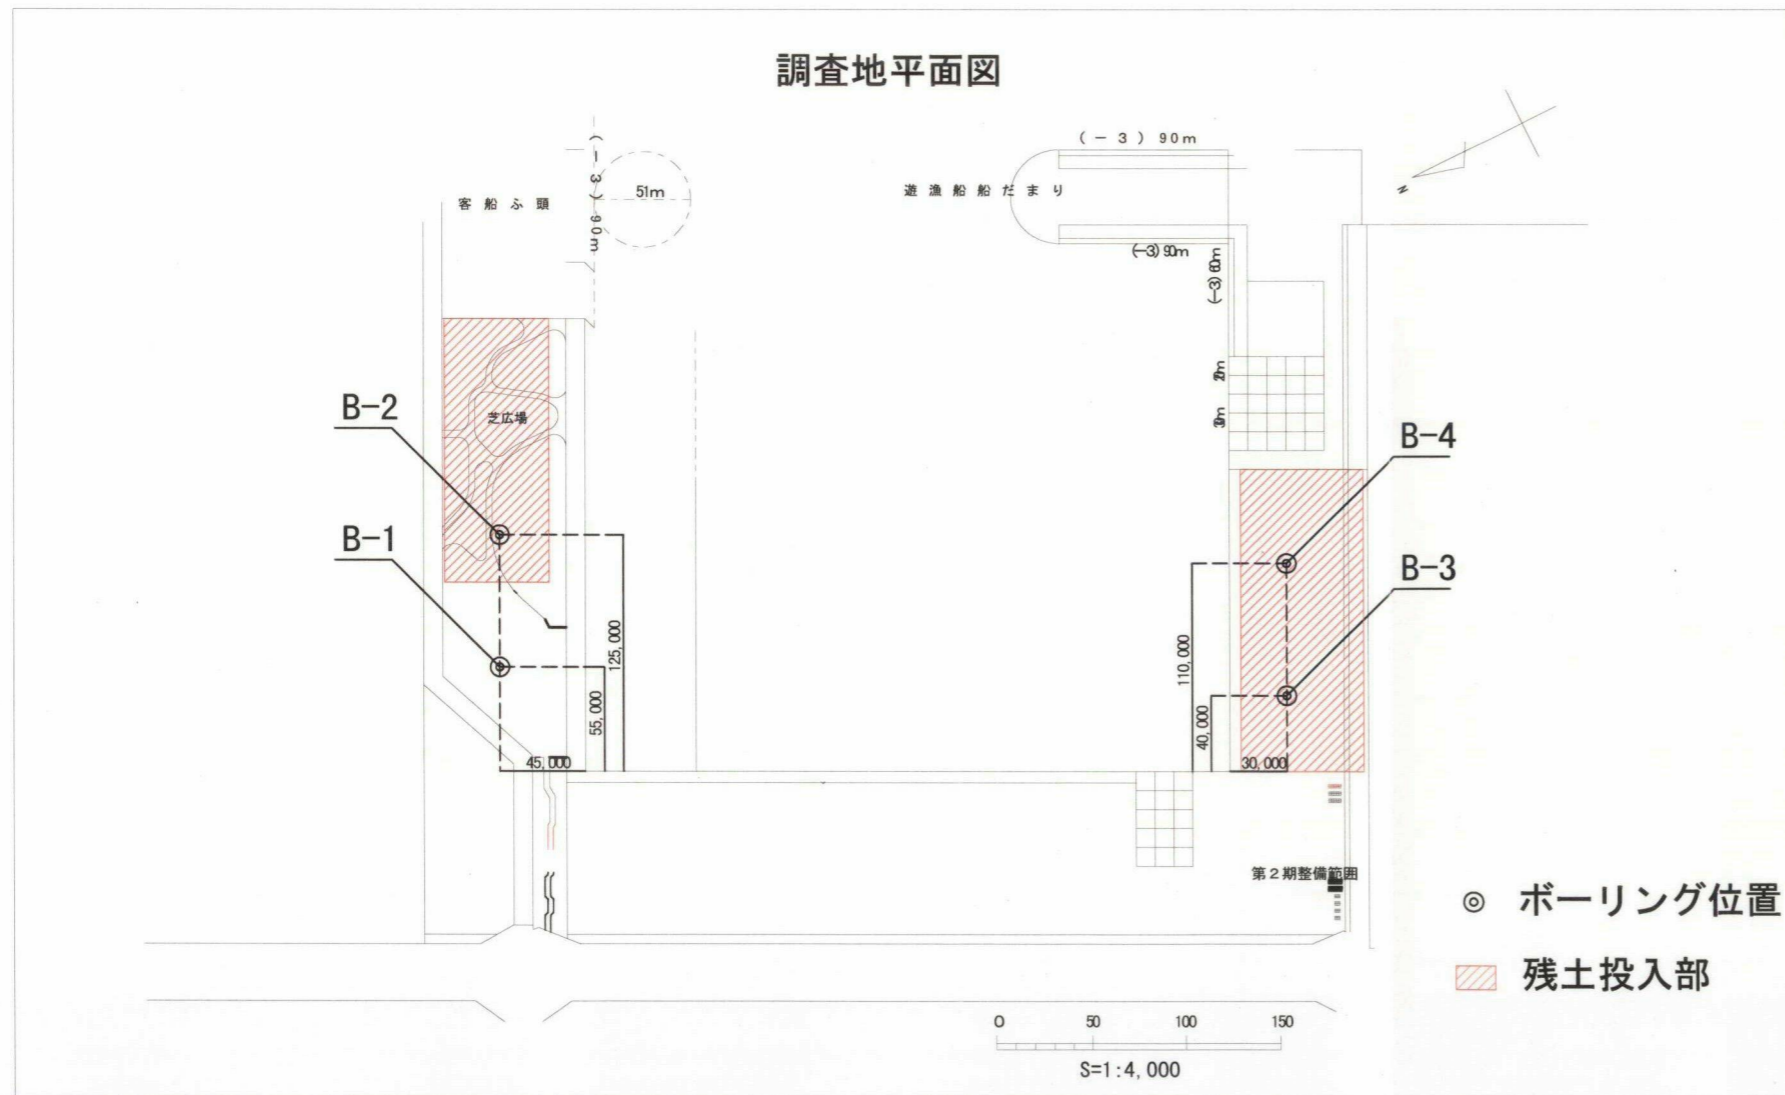 調査地平面図
(-3) 90m
(-3) 90m
51m
客船ふ頭
遊漁船船だまり
(-3) 90m
(-3) 60m
N
20m
芝広場
B-2
B-1
B-4
B-3
125,000
55,000
45,000
110,000
40,000
30,000
第2期整備範囲
◎ ボーリング位置
残土投入部
0 50 100 150
S=1:4,000